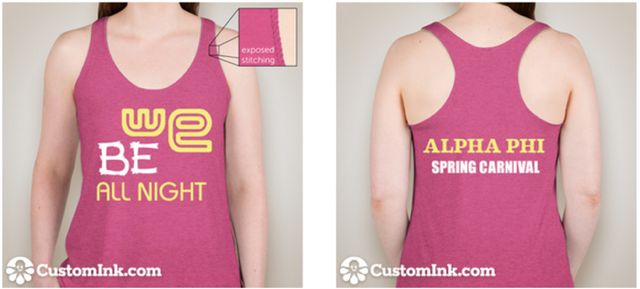 exposed
stitching
we
BE
ALL NIGHT
CustomInk.com
ALPHA PHI
SPRING CARNIVAL
CustomInk.com